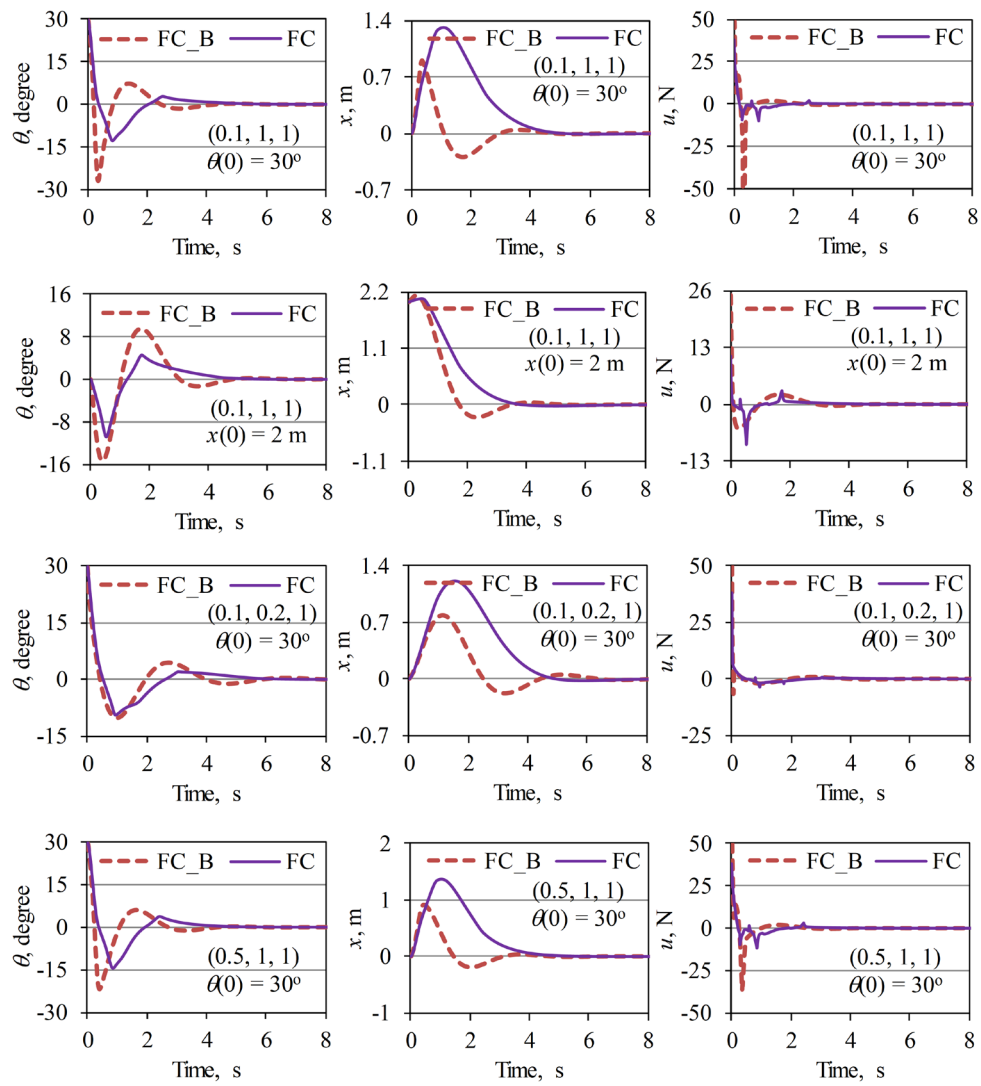 θ, degree
30
15
0
-15
-30
FC_B
FC
(0.1, 1, 1)
θ(0) = 30º
0 2 4 6 8
Time, s
x, m
1.4
0.7
0
-0.7
FC_B
FC
(0.1, 1, 1)
θ(0) = 30º
0 2 4 6 8
Time, s
u, N
50
25
0
-25
-50
FC_B
FC
(0.1, 1, 1)
θ(0) = 30º
0 2 4 6 8
Time, s
θ, degree
16
8
0
-8
-16
FC_B
FC
(0.1, 1, 1)
x(0) = 2 m
0 2 4 6 8
Time, s
x, m
2.2
1.1
0
-1.1
FC_B
FC
(0.1, 1, 1)
x(0) = 2 m
0 2 4 6 8
Time, s
u, N
26
13
0
-13
FC_B
FC
(0.1, 1, 1)
x(0) = 2 m
0 2 4 6 8
Time, s
θ, degree
30
15
0
-15
FC_B
FC
(0.1, 0.2, 1)
θ(0) = 30º
0 2 4 6 8
Time, s
x, m
1.4
0.7
0
-0.7
FC_B
FC
(0.1, 0.2, 1)
θ(0) = 30º
0 2 4 6 8
Time, s
u, N
50
25
0
-25
FC_B
FC
(0.1, 0.2, 1)
θ(0) = 30º
0 2 4 6 8
Time, s
θ, degree
30
15
0
-15
-30
FC_B
FC
(0.5, 1, 1)
θ(0) = 30º
0 2 4 6 8
Time, s
x, m
2
1
0
-1
FC_B
FC
(0.5, 1, 1)
θ(0) = 30º
0 2 4 6 8
Time, s
u, N
50
25
0
-25
-50
FC_B
FC
(0.5, 1, 1)
θ(0) = 30º
0 2 4 6 8
Time, s